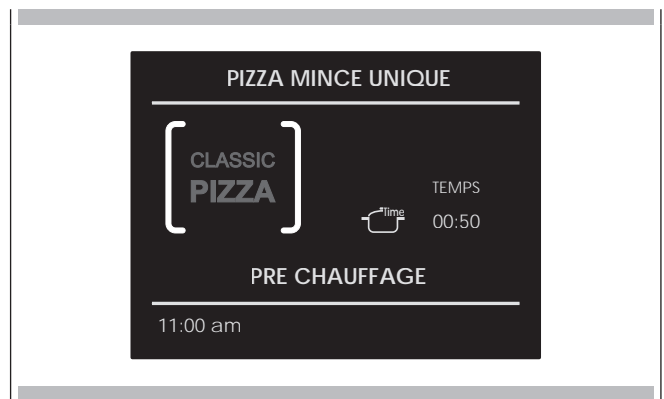 PIZZA MINCE UNIQUE
CLASSIC
PIZZA
TEMPS
Time
00:50
PRE CHAUFFAGE
11:00 am